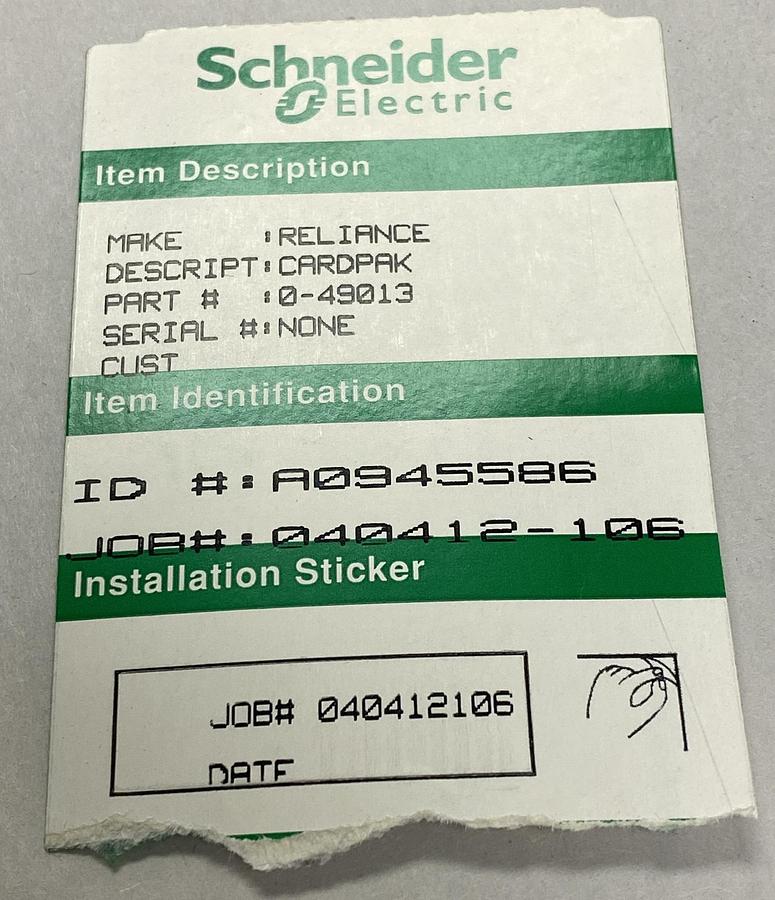 Schneider
Electric
Item Description
MAKE :RELIANCE
DESCRIPT:CARDPAK
PART # :0-49013
SERIAL #:NONE
CUST
Item Identification
ID #:A0945586
JOB#:040412-106
Installation Sticker
JOB# 040412106
DATE